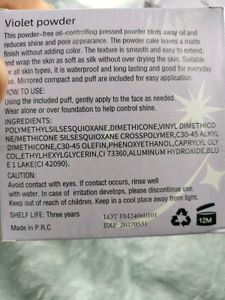 Violet powder
This powder-free oil-controlling pressed powder blots away oil and
reduces shine and pore appearance. The powder cake leaves a matte
finish without adding color. The texture is smooth and easy to extend,
and wrap the skin as soft as silk without over drying the skin. Suitable
for all skin types, it is waterproof and long lasting and good for everyday
use. Mirrored compact and puff are included for easy application.
HOW TO USE:
Using the included puff, gently apply to the face as needed.
Wear alone or over foundation to help control shine.
INGREDIENTS:
POLYMETHYLSILSESQUIOXANE,DIMETHICONE,VINYL DIMETHIC
ONE/METHICONE SILSESQUIOXANE CROSSPOLYMER,C30-45 ALKYL
DIMETHICONE,C30-45 OLEFIN,PHENOXYETHANOL,CAPRYLYL GLY
COL,ETHYLHEXYLGLYCERIN,CI 73360,ALUMINUM HYDROXIDE,BLU
E 1 LAKE(CI 42090).
CAUTION:
Avoid contact with eyes. If contact occurs, rinse well
with water. In case of irritation develops, please discontinue use.
Keep out of reach of children. Keep in a cool place away from light.
SHELF LIFE: Three years
LOT FM24060101
EXP 20270531
Made in P.R.C
12M